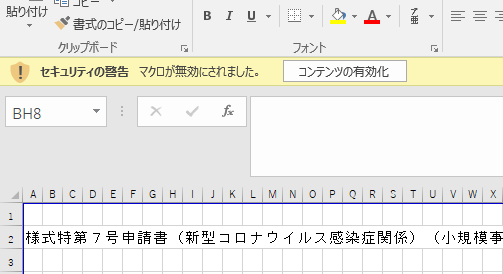 コピー
貼り付け
書式のコピー/貼り付け
B I U A ア亜
クリップボード フォント
セキュリティの警告 マクロが無効にされました。 コンテンツの有効化
BH8 fx
A B C D E F G H I J K L M N O P Q R S T U V W X
1
2 様式特第7号申請書（新型コロナウイルス感染症関係）（小規模事
3